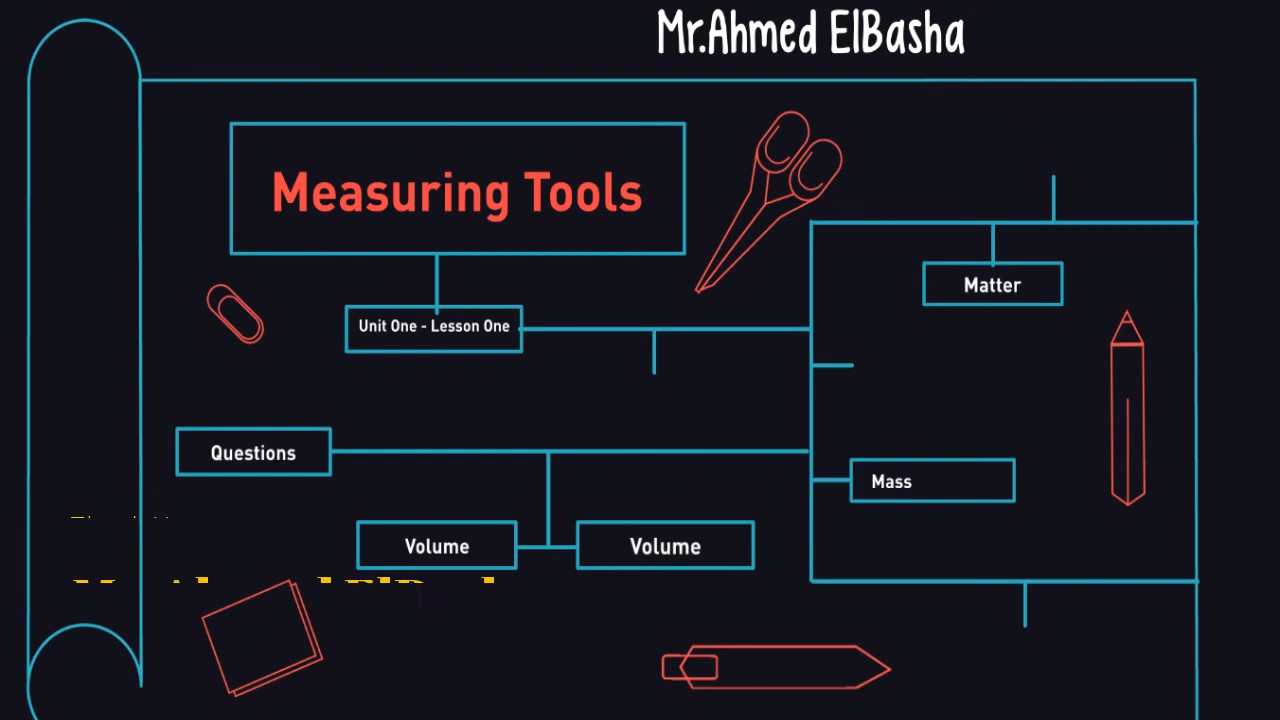 Mr.Ahmed ElBasha
Measuring Tools
Matter
Unit One - Lesson One
Questions
Mass
Volume
Volume